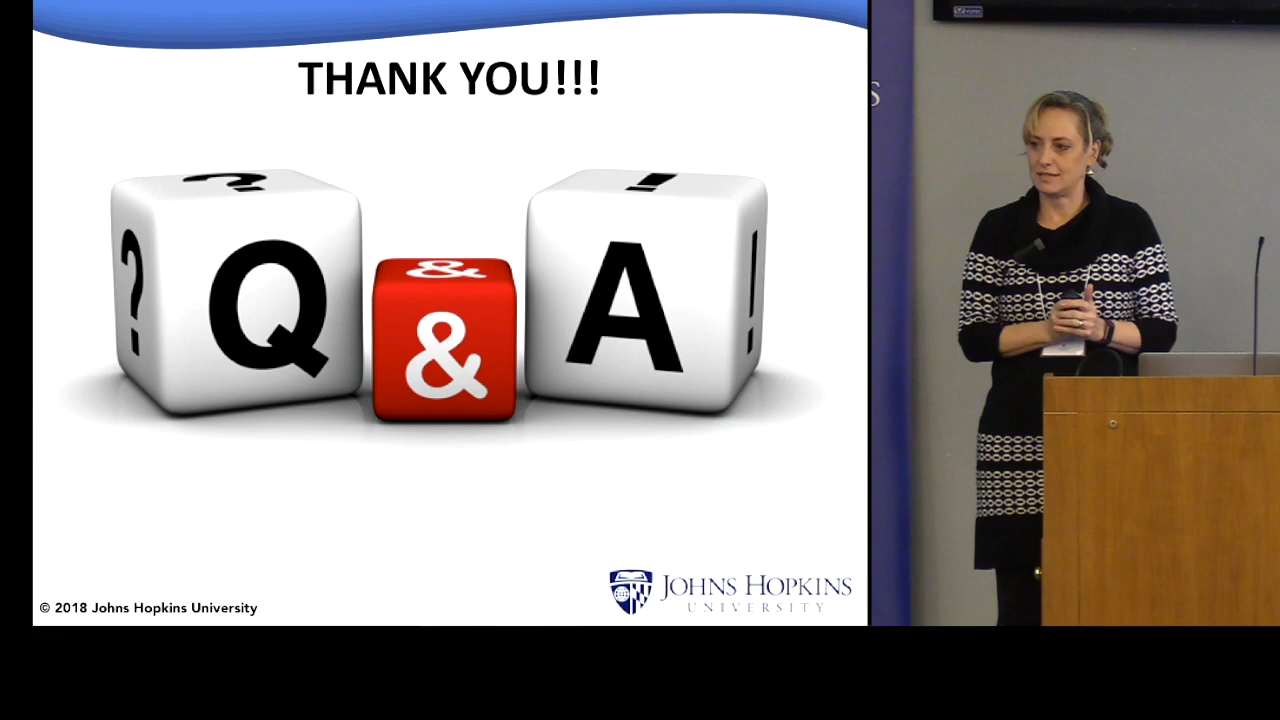 THANK YOU!!!
? ! 
? Q & & A !
© 2018 Johns Hopkins University
JOHNS HOPKINS
UNIVERSITY
S